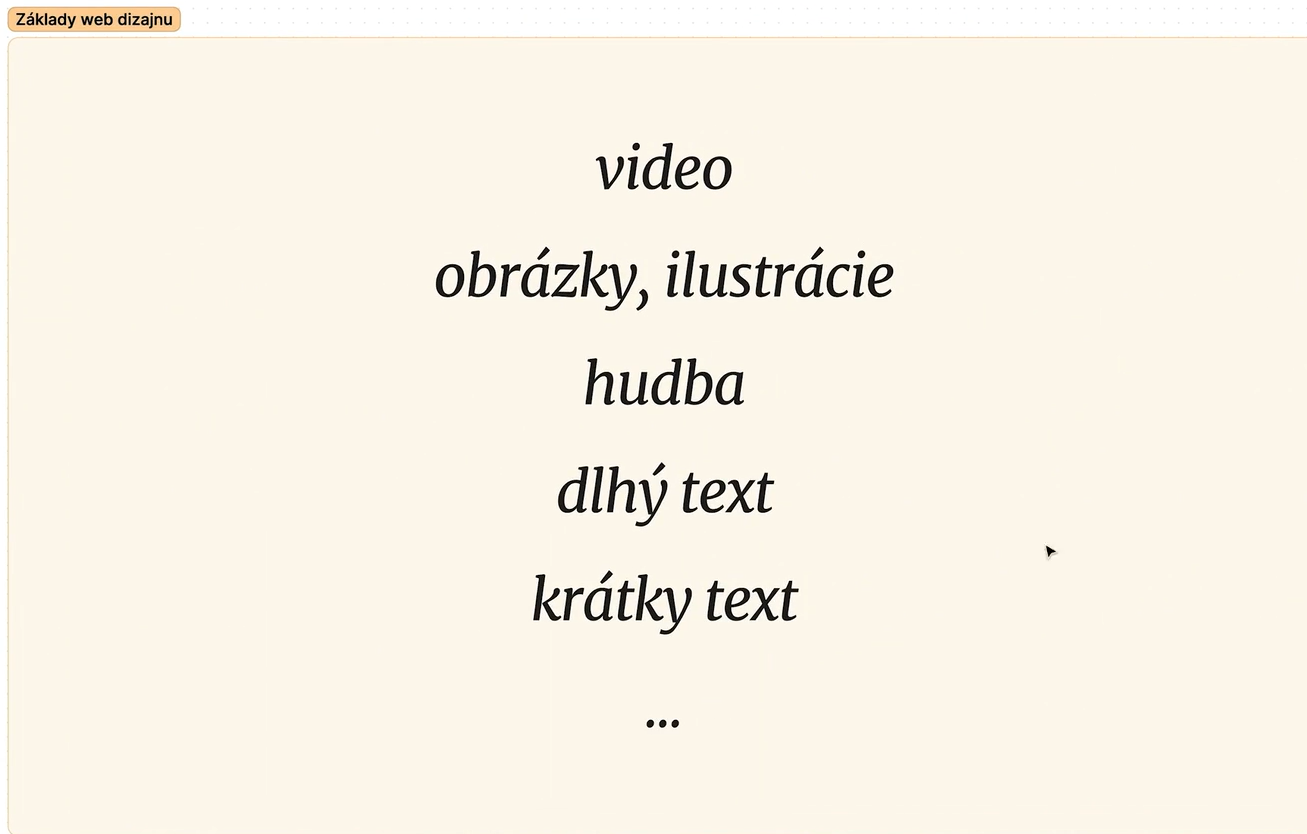 Základy web dizajnu
video
obrázky, ilustrácie
hudba
dlhý text
krátky text
...